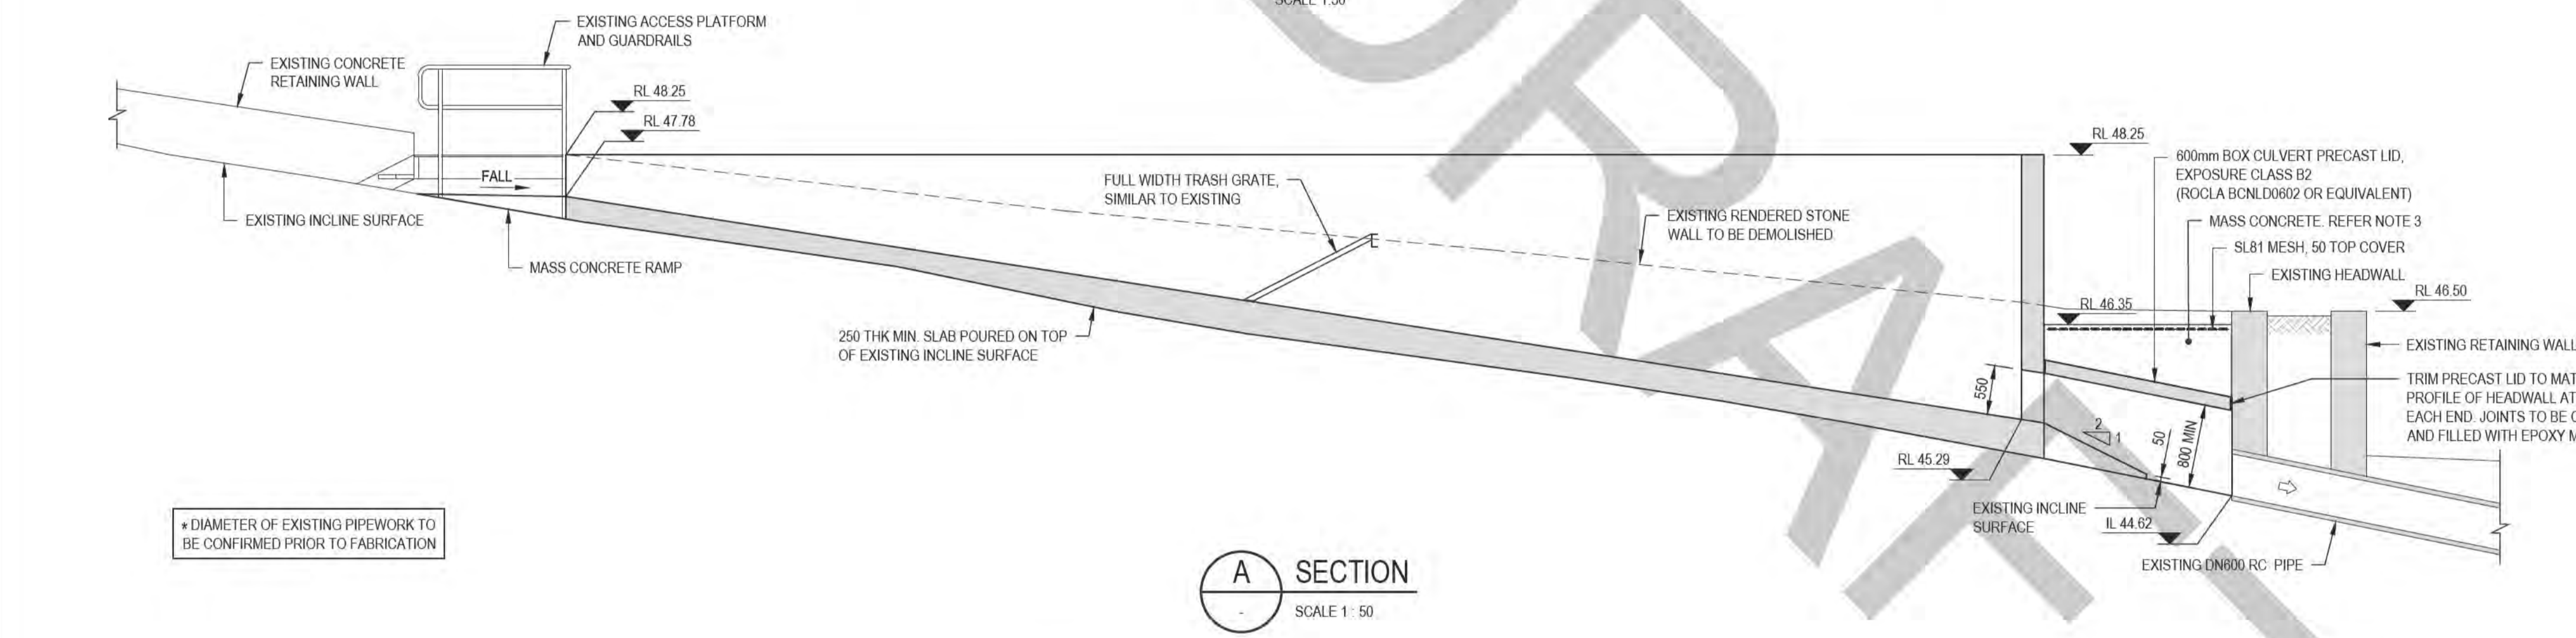 SCALE 1:50
EXISTING ACCESS PLATFORM
AND GUARDRAILS
EXISTING CONCRETE
RETAINING WALL
RL 48.25
RL 47.78
FALL
EXISTING INCLINE SURFACE
MASS CONCRETE RAMP
FULL WIDTH TRASH GRATE,
SIMILAR TO EXISTING
EXISTING RENDERED STONE
WALL TO BE DEMOLISHED
250 THK MIN. SLAB POURED ON TOP
OF EXISTING INCLINE SURFACE
RL 48.25
600mm BOX CULVERT PRECAST LID,
EXPOSURE CLASS B2
(ROCLA BCNLD0602 OR EQUIVALENT)
MASS CONCRETE. REFER NOTE 3
SL81 MESH, 50 TOP COVER
EXISTING HEADWALL
RL 46.50
RL 46.35
EXISTING RETAINING WALL
TRIM PRECAST LID TO MAT
PROFILE OF HEADWALL AT
EACH END. JOINTS TO BE
AND FILLED WITH EPOXY M
550
2
1
50
800 MIN
RL 45.29
EXISTING INCLINE
SURFACE
IL 44.62
EXISTING DN600 RC PIPE
* DIAMETER OF EXISTING PIPEWORK TO
BE CONFIRMED PRIOR TO FABRICATION
A
-
SECTION
SCALE 1 : 50
DRAFT